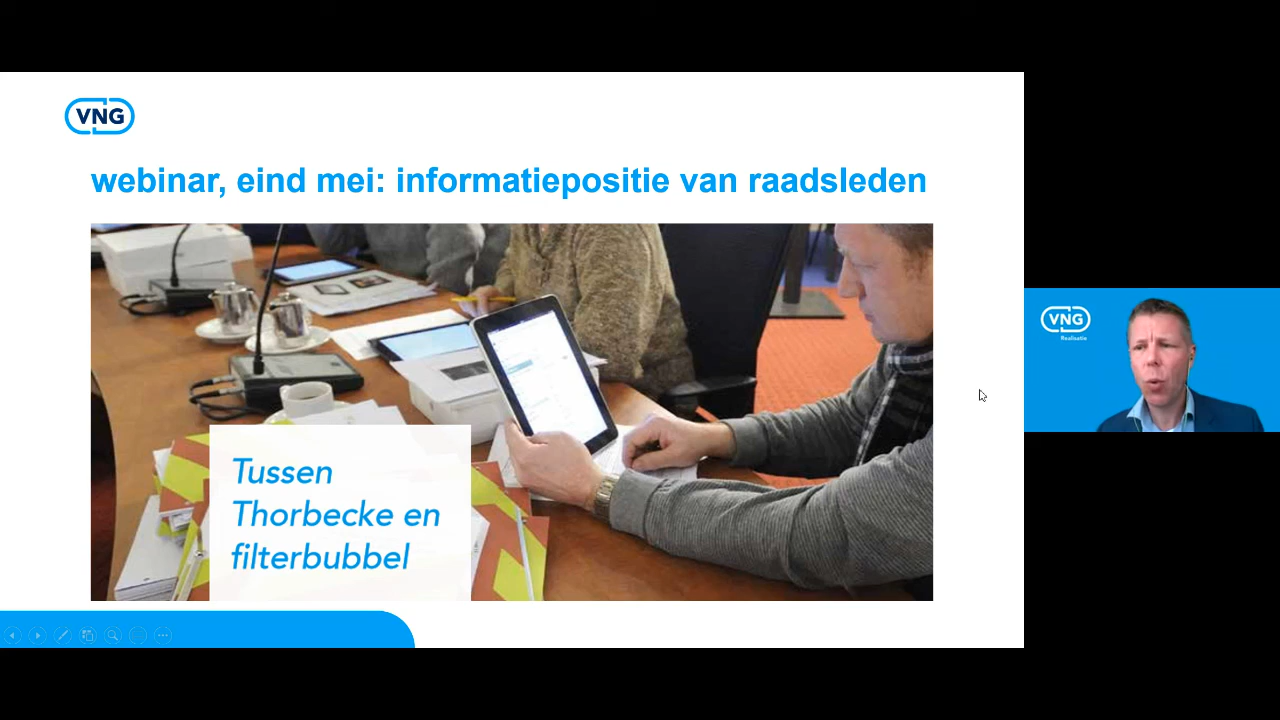 VNG
webinar, eind mei: informatiepositie van raadsleden
Tussen
Thorbecke en
filterbubbel
VNG
Realisatie